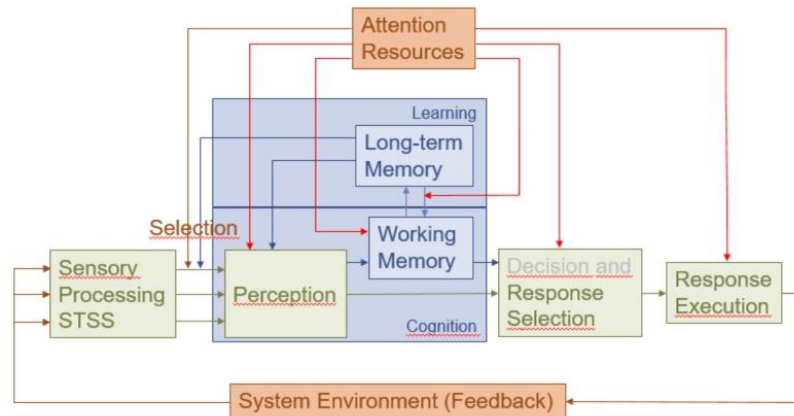 Attention
Resources
Learning
Long-term
Memory
Selection
Working
Memory
Sensory
Processing
STSS
Perception
Decision and
Response
Selection
Response
Execution
Cognition
System Environment (Feedback)